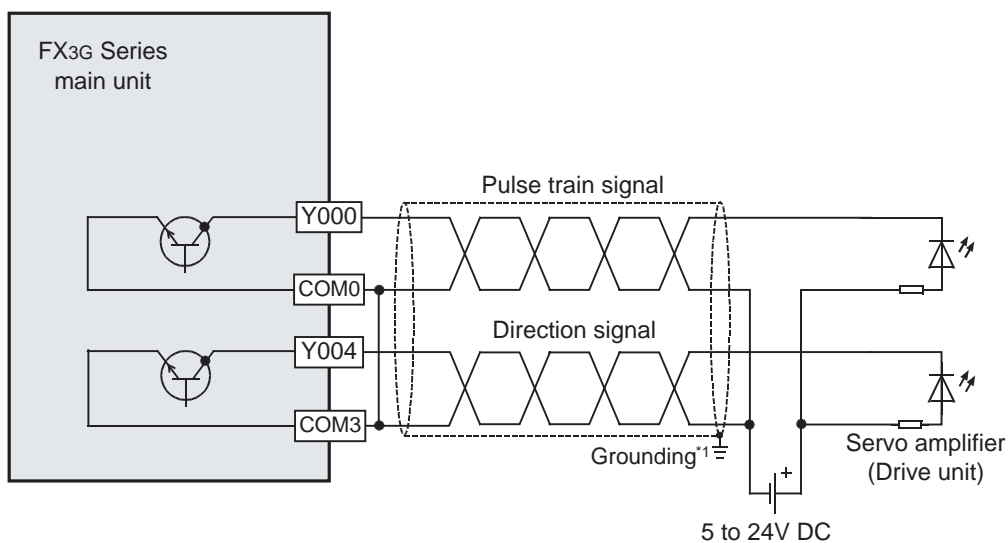 FX3G Series
main unit
Pulse train signal
Y000
COM0
Direction signal
Y004
COM3
Grounding*1
+
Servo amplifier
(Drive unit)
5 to 24V DC